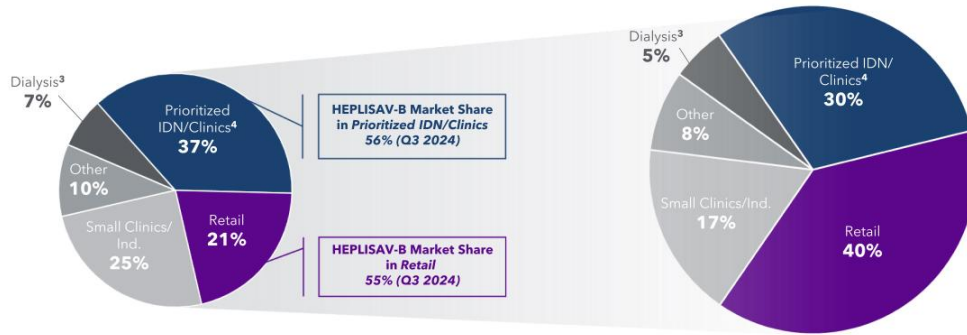 Dialysis³
7%
Prioritized
IDN/Clinics⁴
37%
Other
10%
Small Clinics/
Ind.
25%
Retail
21%
HEPLISAV-B Market Share
in Prioritized IDN/Clinics
56% (Q3 2024)
HEPLISAV-B Market Share
in Retail
55% (Q3 2024)
Dialysis³
5%
Prioritized IDN/
Clinics⁴
30%
Other
8%
Small Clinics/Ind.
17%
Retail
40%